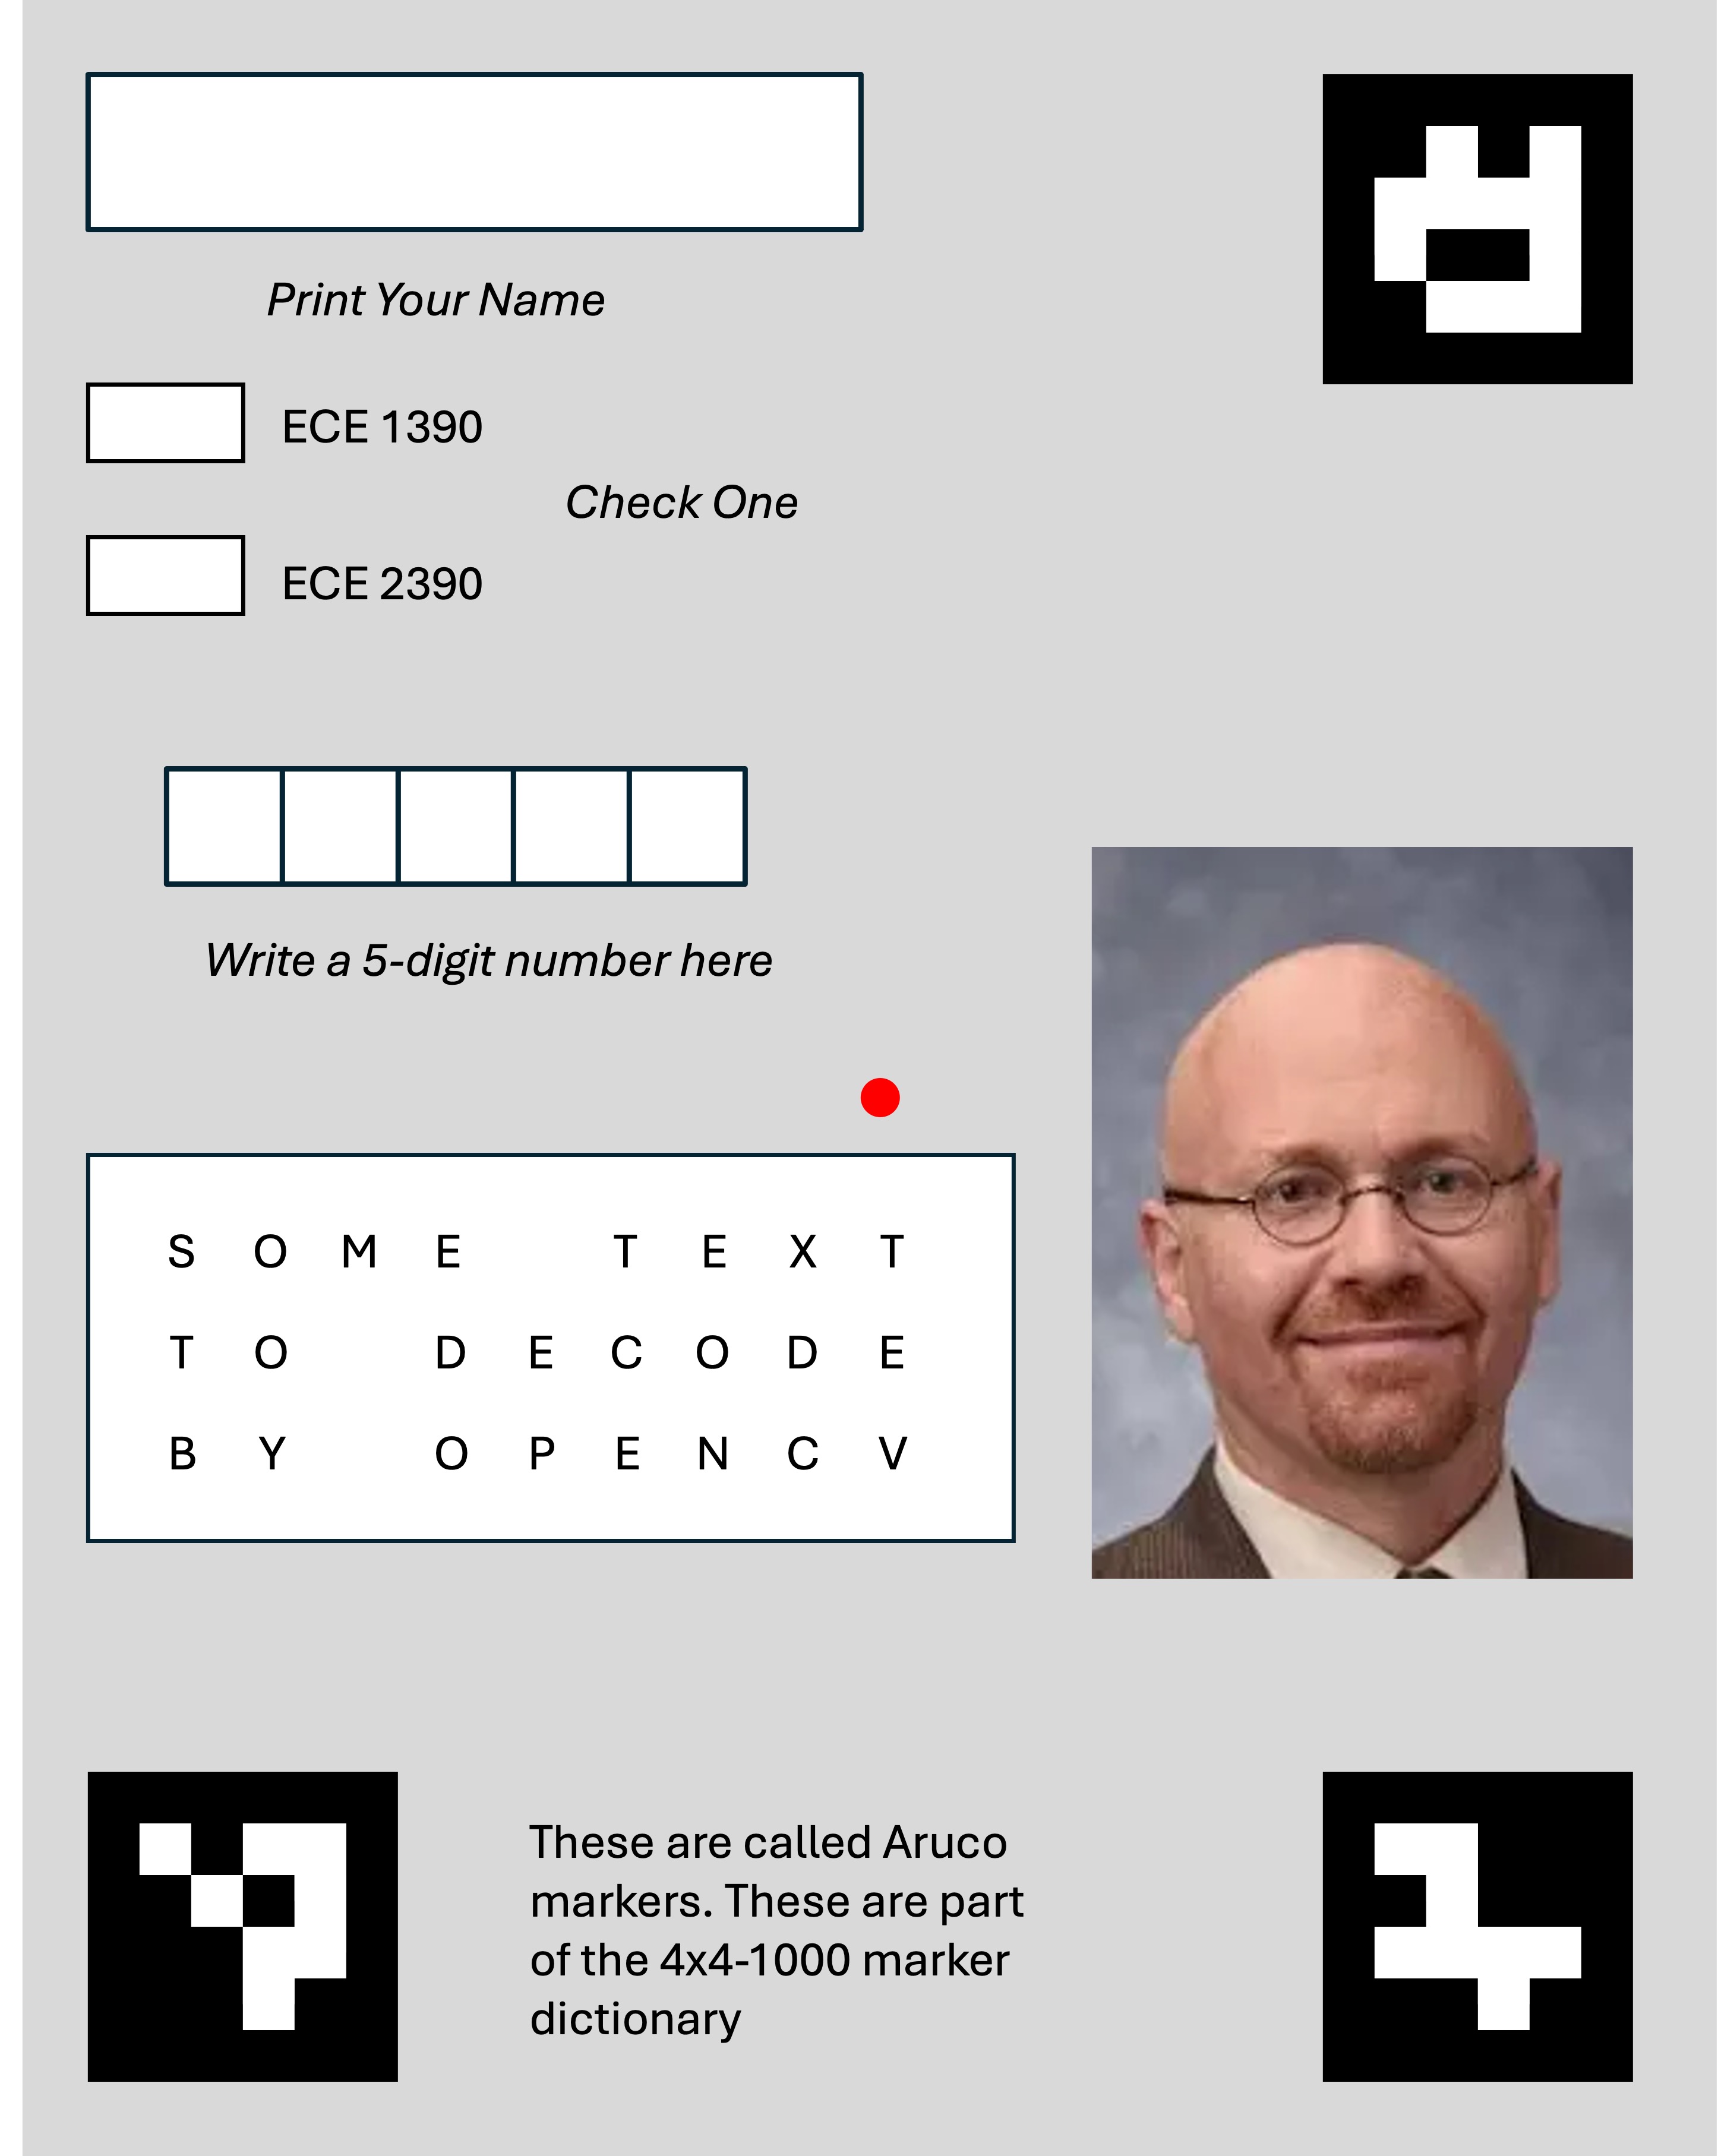 Print Your Name
ECE 1390
Check One
ECE 2390
Write a 5-digit number here
S O M E T E X T
T O D E C O D E
B Y O P E N C V
These are called Aruco
markers. These are part
of the 4x4-1000 marker
dictionary